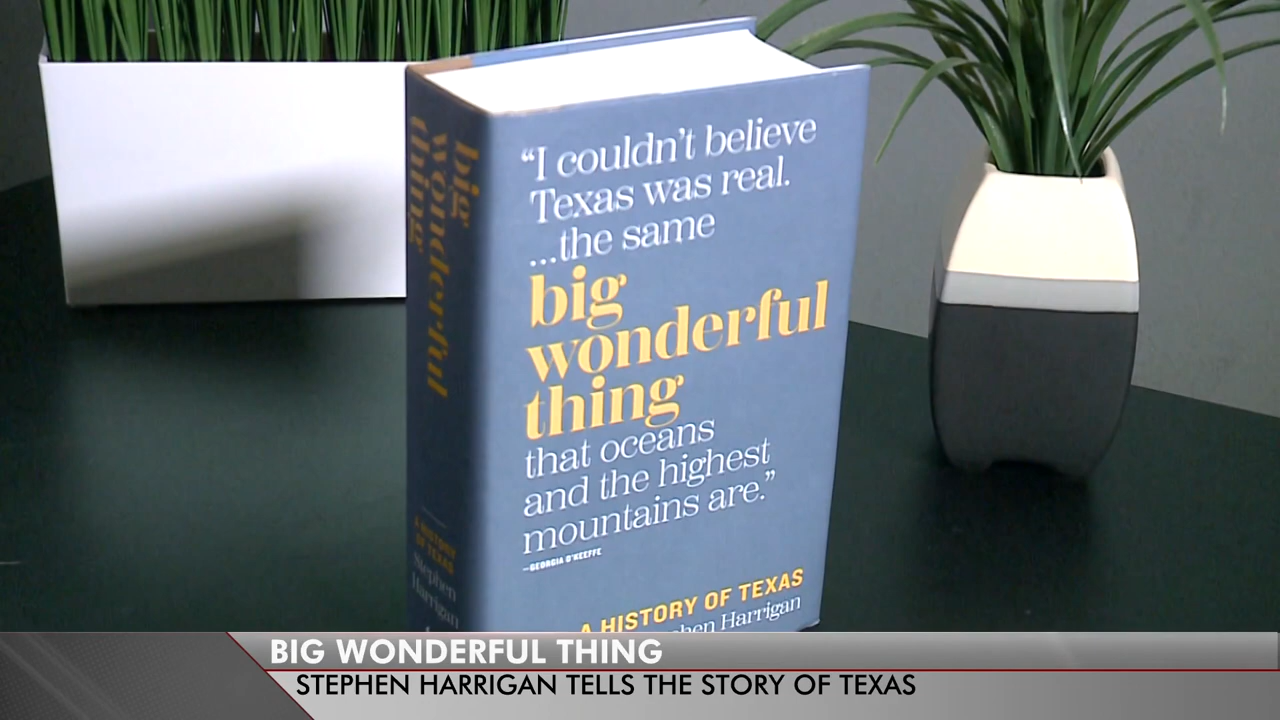 big
wonderful
thing
A HISTORY
OF TEXAS
Stephen
Harrigan
“I couldn’t believe
Texas was real.
...the same
big
wonderful
thing
that oceans
and the highest
mountains are.”
—GEORGIA O'KEEFFE
A HISTORY OF TEXAS
Harrigan
BIG WONDERFUL THING
STEPHEN HARRIGAN TELLS THE STORY OF TEXAS